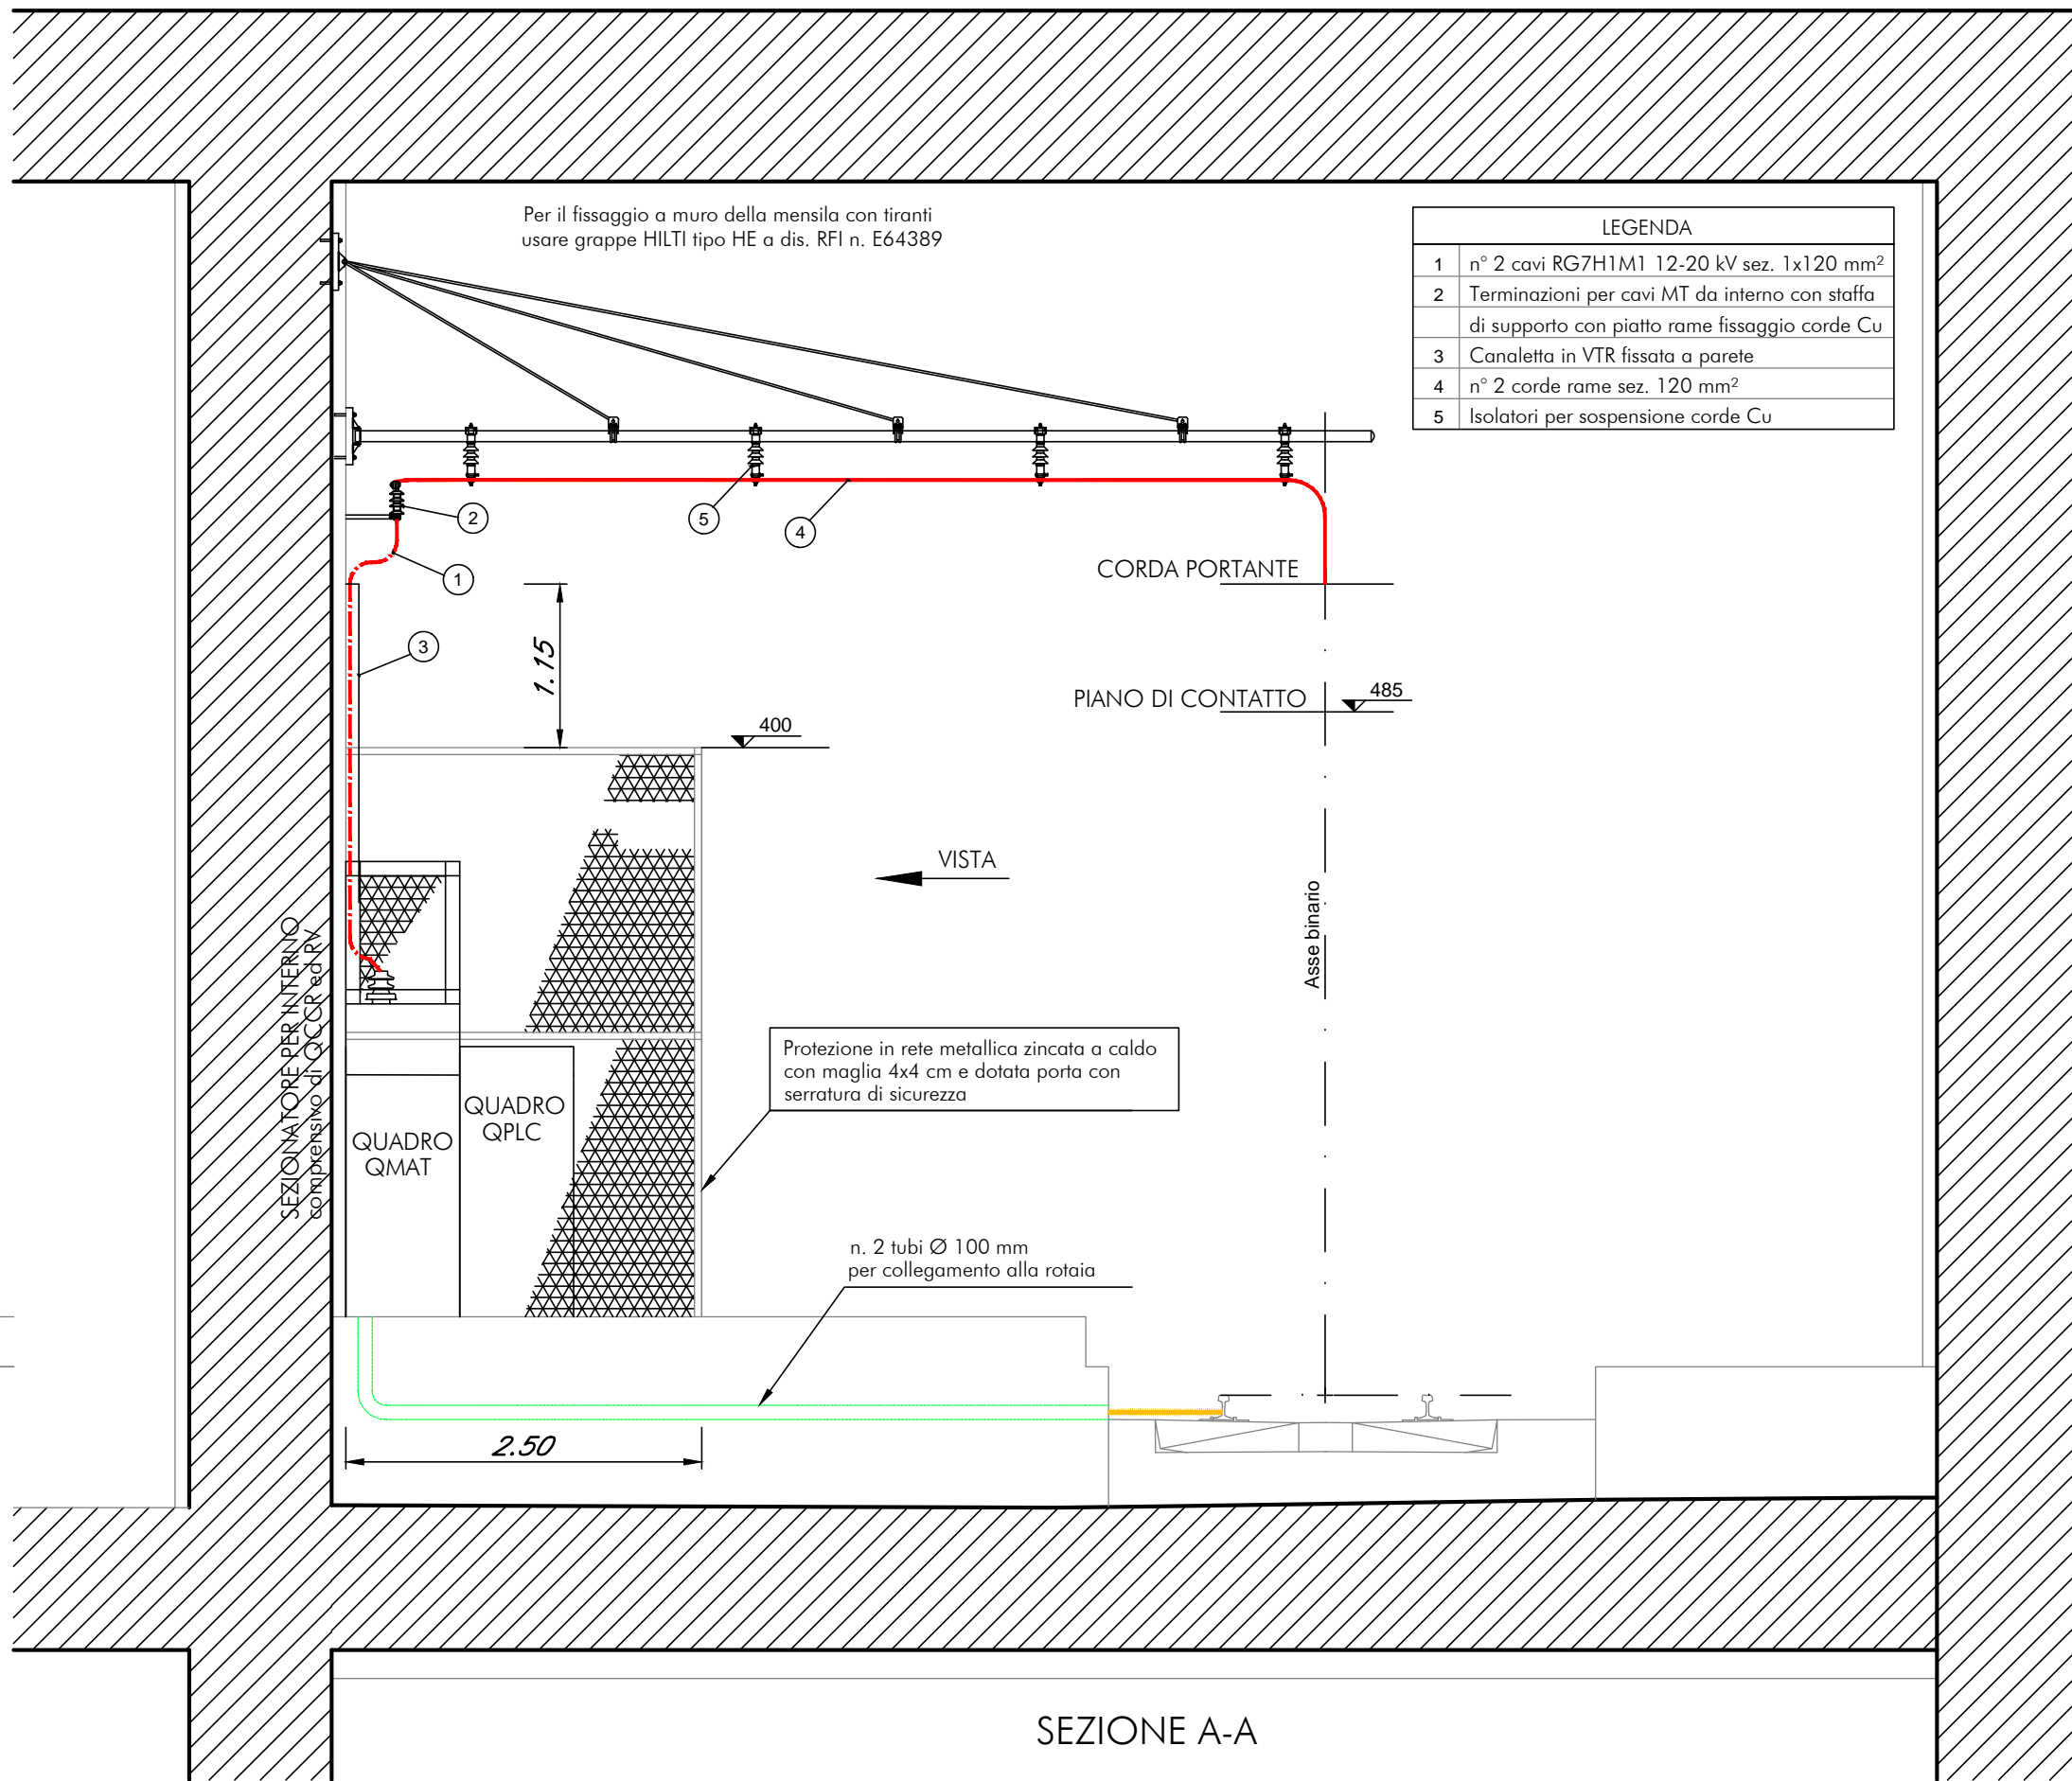 Per il fissaggio a muro della mensila con tiranti
usare grappe HILTI tipo HE a dis. RFI n. E64389
LEGENDA
1 n° 2 cavi RG7H1M1 12-20 kV sez. 1x120 mm²
2 Terminazioni per cavi MT da interno con staffa
di supporto con piatto rame fissaggio corde Cu
3 Canaletta in VTR fissata a parete
4 n° 2 corde rame sez. 120 mm²
5 Isolatori per sospensione corde Cu
2
5
4
1
CORDA PORTANTE
3
1.15
PIANO DI CONTATTO
485
400
VISTA
Asse binario
SEZIONATORE PER INTERNO
comprensivo di QCCR ed RV
Protezione in rete metallica zincata a caldo
con maglia 4x4 cm e dotata porta con
serratura di sicurezza
QUADRO
QPLC
QUADRO
QMAT
n. 2 tubi Ø 100 mm
per collegamento alla rotaia
2.50
SEZIONE A-A